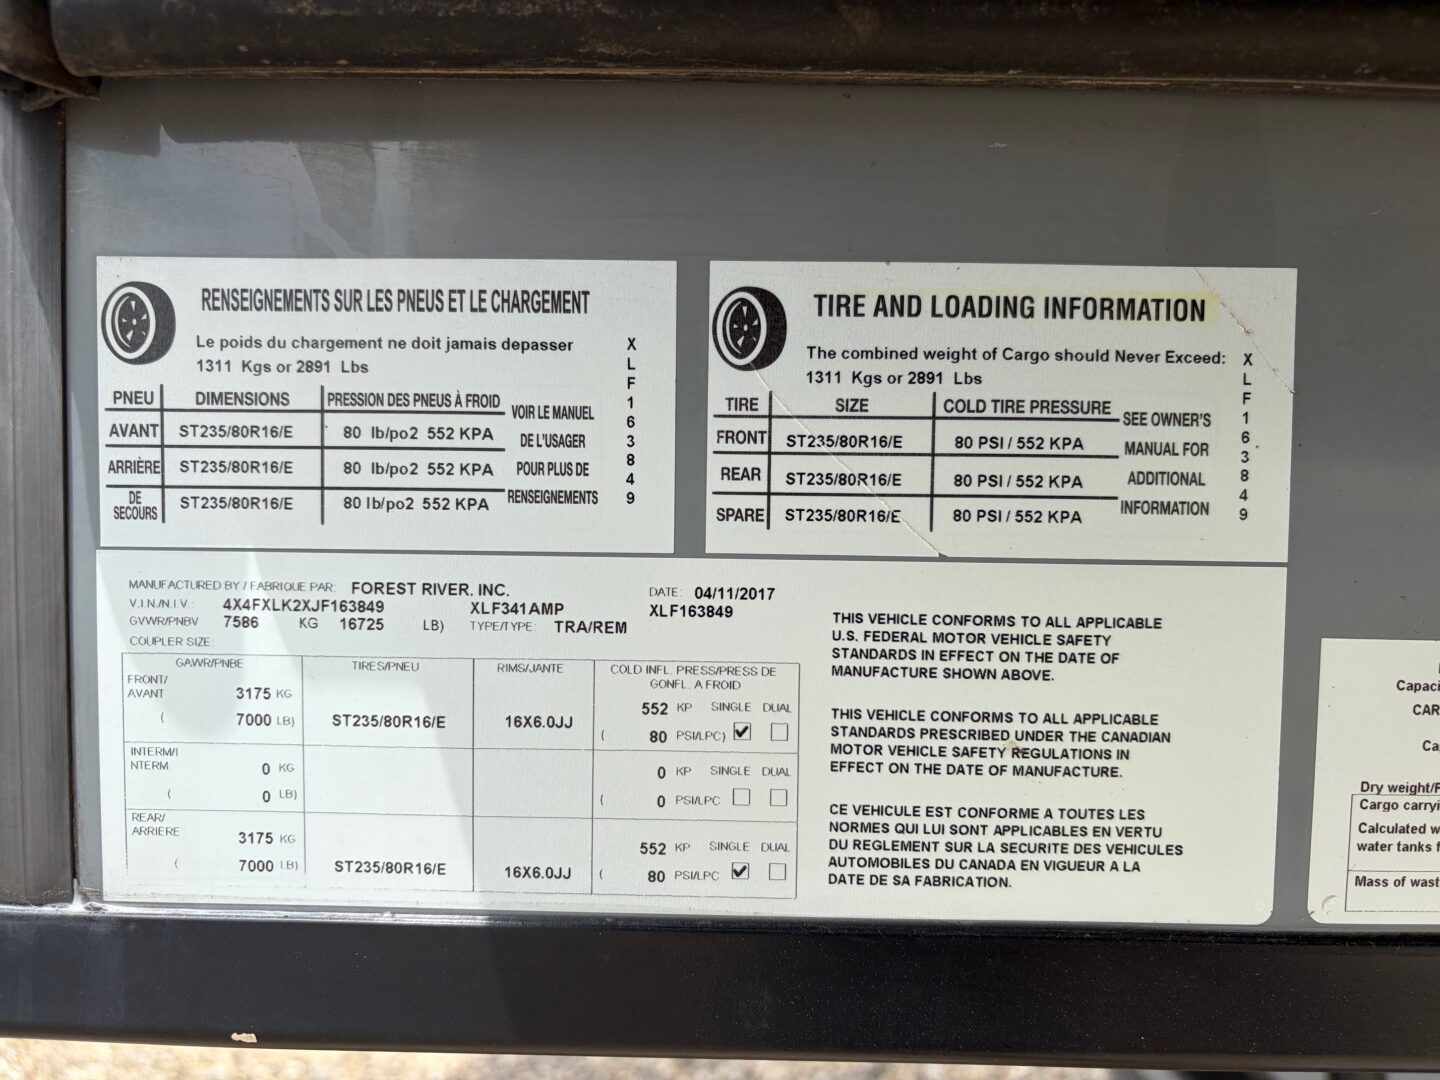 RENSEIGNEMENTS SUR LES PNEUS ET LE CHARGEMENT
Le poids du chargement ne doit jamais depasser
1311 Kgs or 2891 Lbs
PNEU DIMENSIONS PRESSION DES PNEUS À FROID
AVANT ST235/80R16/E 80 lb/po2 552 KPA
ARRIÈRE ST235/80R16/E 80 lb/po2 552 KPA
DE SECOURS ST235/80R16/E 80 lb/po2 552 KPA
VOIR LE MANUEL
DE L'USAGER
POUR PLUS DE
RENSEIGNEMENTS
XLF163849
TIRE AND LOADING INFORMATION
The combined weight of Cargo should Never Exceed:
1311 Kgs or 2891 Lbs
TIRE SIZE COLD TIRE PRESSURE
FRONT ST235/80R16/E 80 PSI / 552 KPA
REAR ST235/80R16/E 80 PSI / 552 KPA
SPARE ST235/80R16/E 80 PSI / 552 KPA
SEE OWNER'S
MANUAL FOR
ADDITIONAL
INFORMATION
XLF163849
MANUFACTURED BY / FABRIQUE PAR: FOREST RIVER. INC. DATE: 04/11/2017
V.I.N./N.I.V.: 4X4FXLK2XJF163849 XLF341AMP XLF163849
GVWR/PNBV 7586 KG 16725 LB) TYPE/TYPE: TRA/REM
COUPLER SIZE:
GAWR/PNBE TIRES/PNEU RIMS/JANTE COLD INFL. PRESS/PRESS DE
GONFL. A FROID
FRONT/
AVANT 3175 KG 552 KP SINGLE DUAL
( 7000 LB) ST235/80R16/E 16X6.0JJ ( 80 PSI/LPC)
INTERM/I
NTERM 0 KG 0 KP SINGLE DUAL
( 0 LB) ( 0 PSI/LPC
REAR/
ARRIERE 3175 KG 552 KP SINGLE DUAL
( 7000 LB) ST235/80R16/E 16X6.0JJ ( 80 PSI/LPC
THIS VEHICLE CONFORMS TO ALL APPLICABLE
U.S. FEDERAL MOTOR VEHICLE SAFETY
STANDARDS IN EFFECT ON THE DATE OF
MANUFACTURE SHOWN ABOVE.
THIS VEHICLE CONFORMS TO ALL APPLICABLE
STANDARDS PRESCRIBED UNDER THE CANADIAN
MOTOR VEHICLE SAFETY REGULATIONS IN
EFFECT ON THE DATE OF MANUFACTURE.
CE VEHICULE EST CONFORME A TOUTES LES
NORMES QUI LUI SONT APPLICABLES EN VERTU
DU REGLEMENT SUR LA SECURITE DES VEHICULES
AUTOMOBILES DU CANADA EN VIGUEUR A LA
DATE DE SA FABRICATION.
CAR
Dry weight/
Cargo
Calculated
water tanks
Mass of